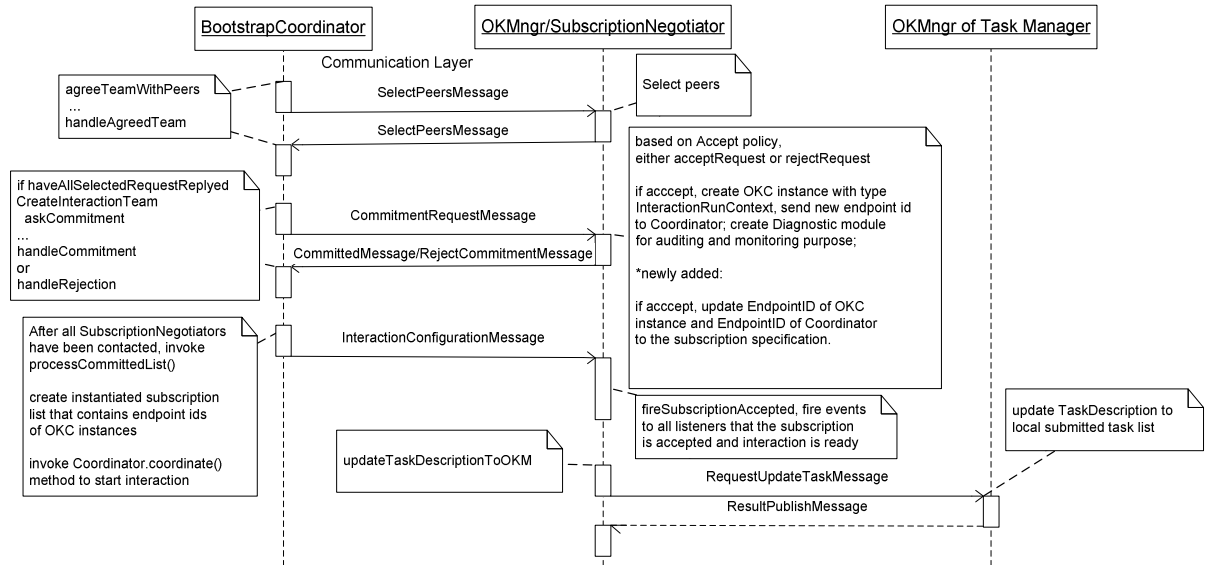 BootstrapCoordinator
OKMngr/SubscriptionNegotiator
OKMngr of Task Manager
Communication Layer
agreeTeamWithPeers
...
handleAgreedTeam
SelectPeersMessage
Select peers
SelectPeersMessage
based on Accept policy,
either acceptRequest or rejectRequest
if acccept, create OKC instance with type
InteractionRunContext, send new endpoint id
to Coordinator; create Diagnostic module
for auditing and monitoring purpose;
*newly added:
if acccept, update EndpointID of OKC
instance and EndpointID of Coordinator
to the subscription specification.
if haveAllSelectedRequestReplyed
CreateInteractionTeam
askCommitment
...
handleCommitment
or
handleRejection
CommitmentRequestMessage
CommittedMessage/RejectCommitmentMessage
After all SubscriptionNegotiators
have been contacted, invoke
processCommittedList()
create instantiated subscription
list that contains endpoint ids
of OKC instances
invoke Coordinator.coordinate()
method to start interaction
InteractionConfigurationMessage
fireSubscriptionAccepted, fire events
to all listeners that the subscription
is accepted and interaction is ready
update TaskDescription to
local submitted task list
updateTaskDescriptionToOKM
RequestUpdateTaskMessage
ResultPublishMessage